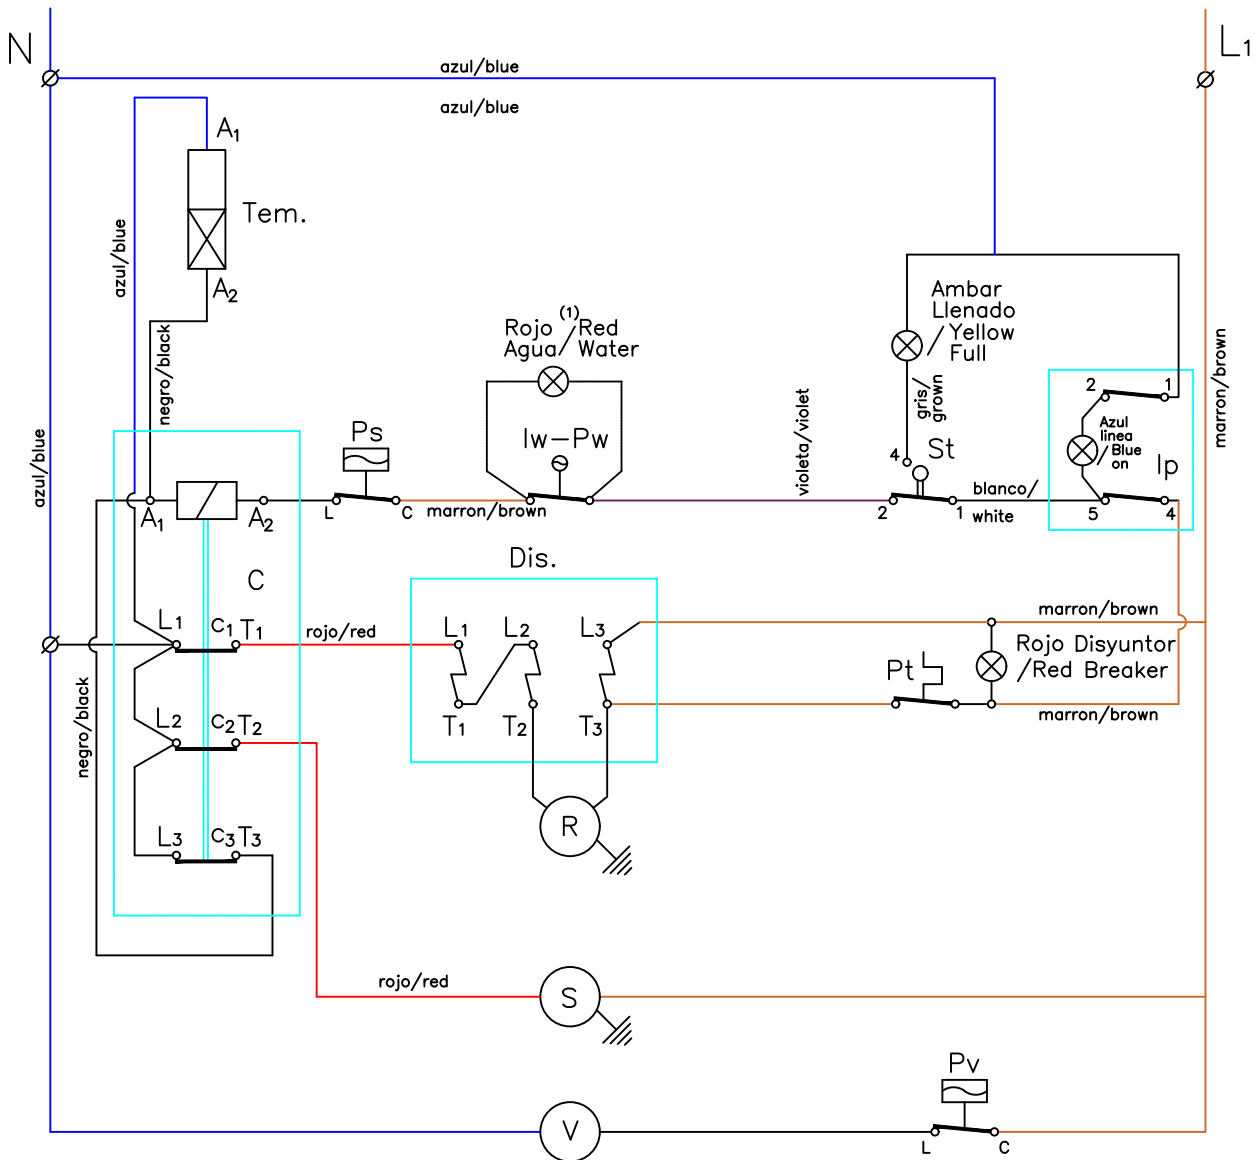 N
L1
azul/blue
azul/blue
A1
Tem.
A2
azul/blue
negro/black
azul/blue
Rojo (1)/Red
Agua/Water
Ambar
Llenado
/Yellow
Full
gris/
grown
marron/brown
2
1
Azul
linea
/Blue
on
Ip
Ps
Iw-Pw
violeta/violet
4
St
A1
A2
L
C
marron/brown
2
1
blanco/
white
5
4
C
Dis.
L1
C1
T1
rojo/red
L1
L2
L3
marron/brown
Rojo Disyuntor
/Red Breaker
Pt
negro/black
L2
C2
T2
T1
T2
T3
marron/brown
L3
C3
T3
R
rojo/red
S
Pv
V
L
C